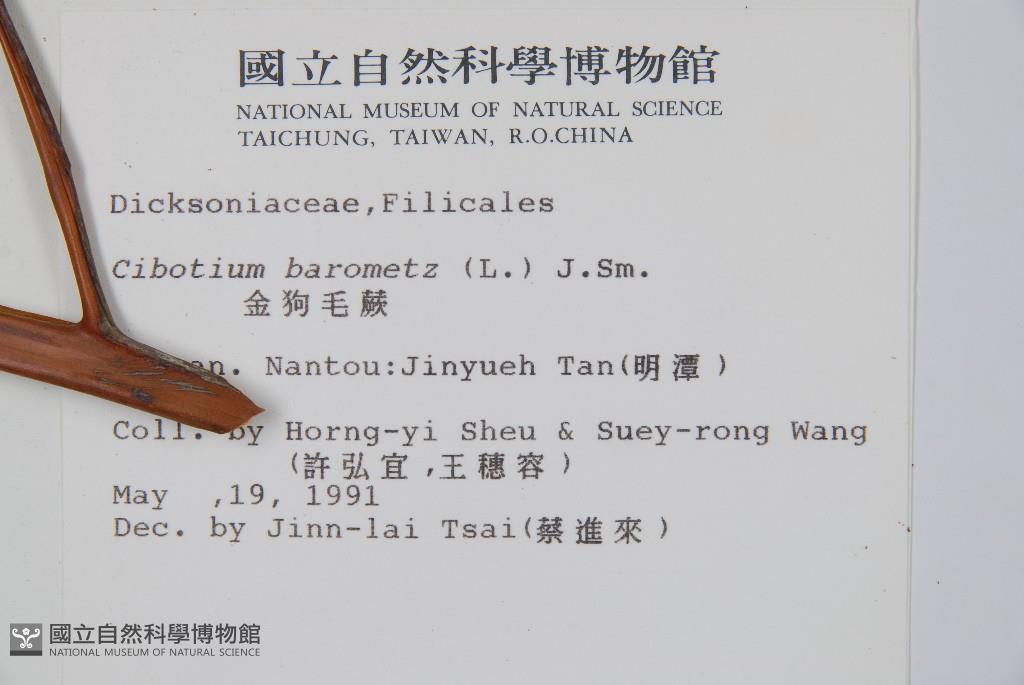 國立自然科學博物館
NATIONAL MUSEUM OF NATURAL SCIENCE
TAICHUNG, TAIWAN, R.O.CHINA
Dicksoniaceae,Filicales
Cibotium barometz (L.) J.Sm.
金狗毛蕨
Nantou:Jinyueh Tan(明潭)
Coll. by Horng-yi Sheu & Suey-rong Wang
(許弘宜,王穗容)
May ,19, 1991
Dec. by Jinn-lai Tsai(蔡進來)
國立自然科學博物館
NATIONAL MUSEUM OF NATURAL SCIENCE